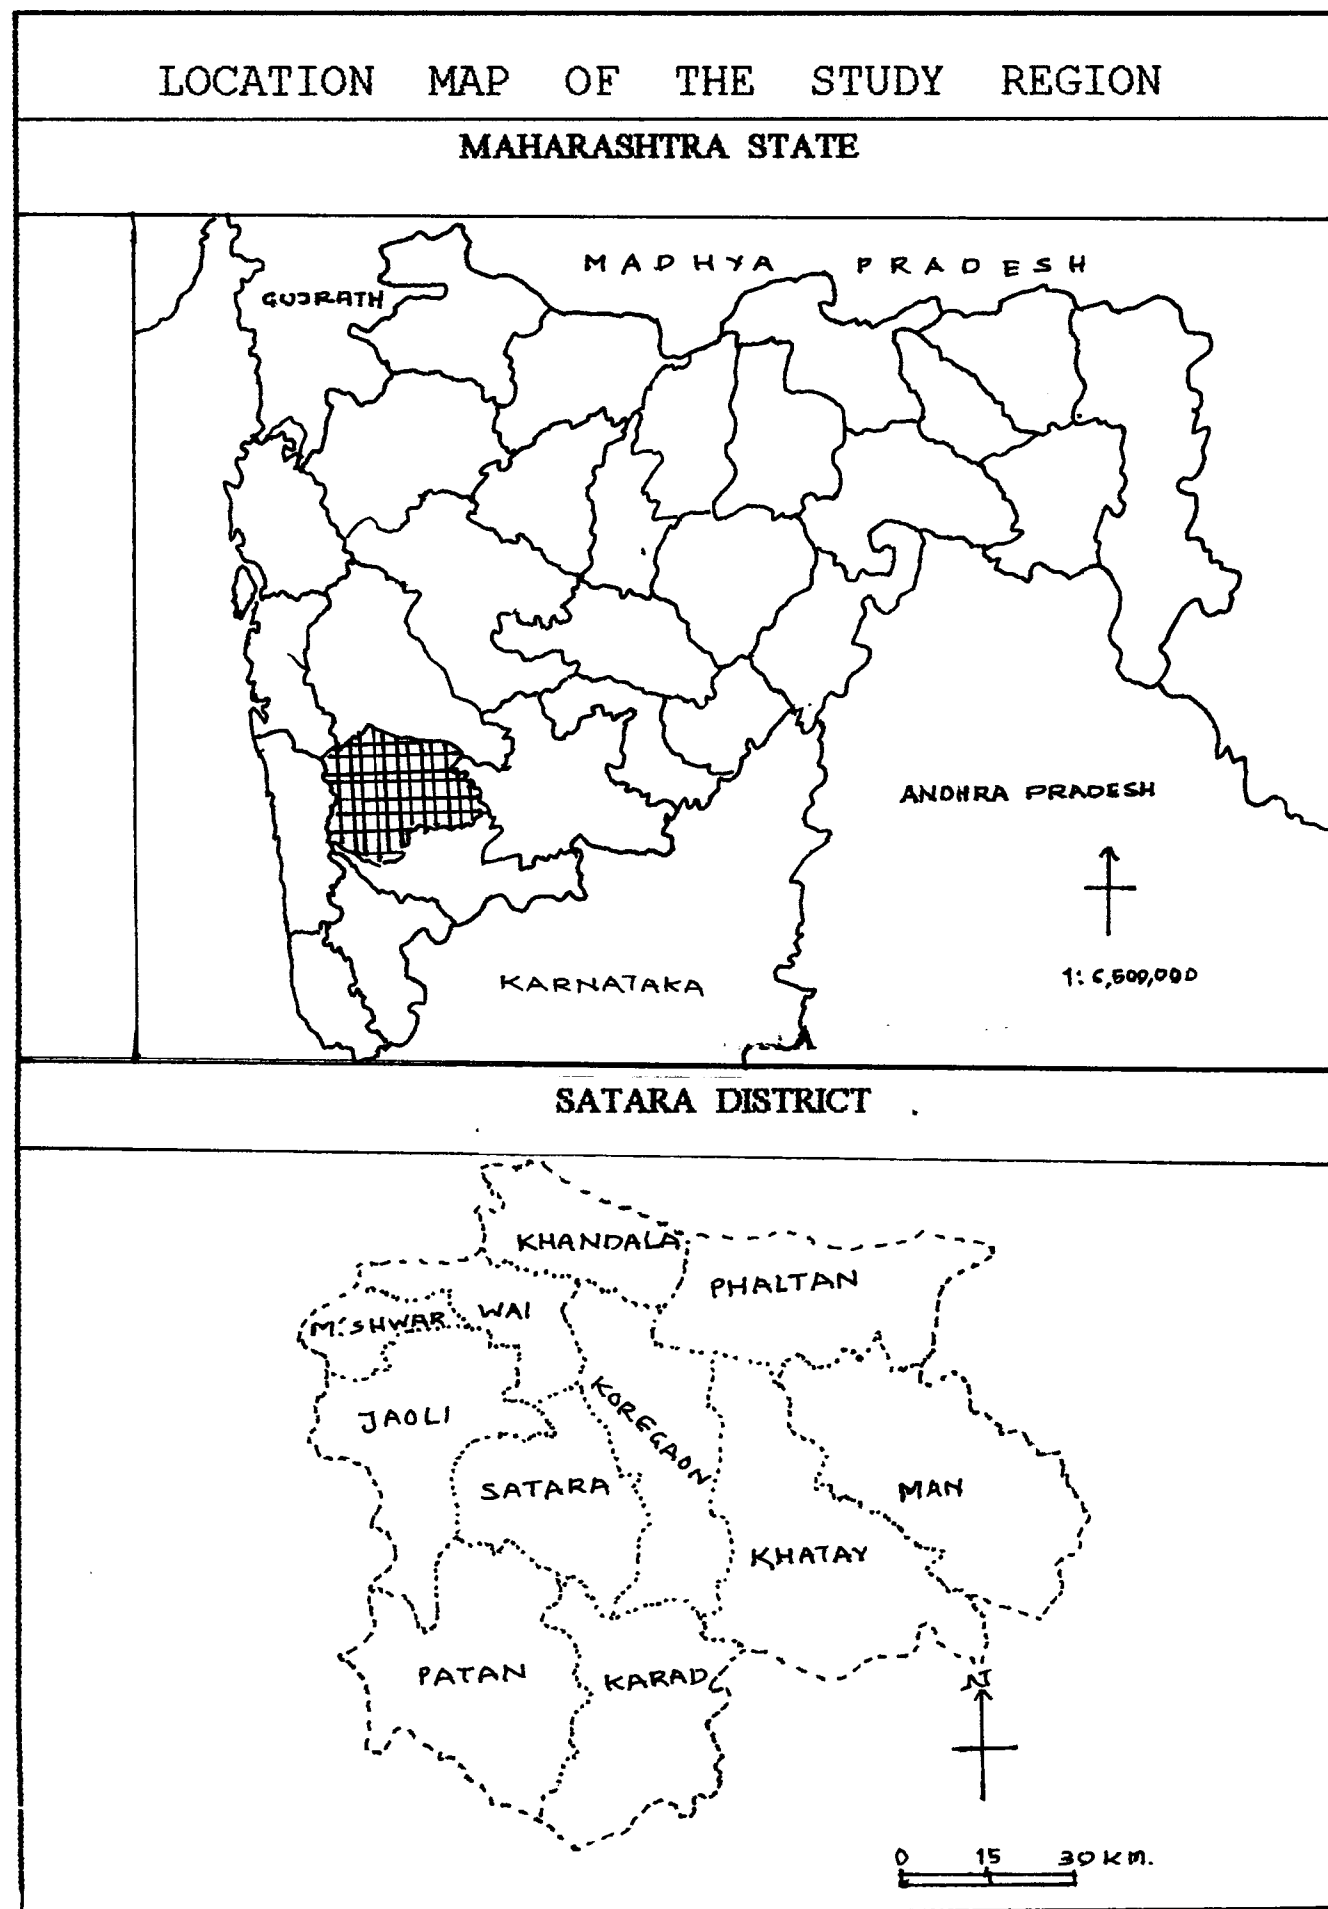 LOCATION MAP OF THE STUDY REGION
MAHARASHTRA STATE
MADHYA PRADESH
GUJRATH
ANDHRA PRADESH
1: 6,500,000
KARNATAKA
SATARA DISTRICT
KHANDALA
PHALTAN
M'SHWAR
WAI
JAOLI
KOREGAON
SATARA
MAN
KHATAY
PATAN
KARAD
N
0 15 30 KM.